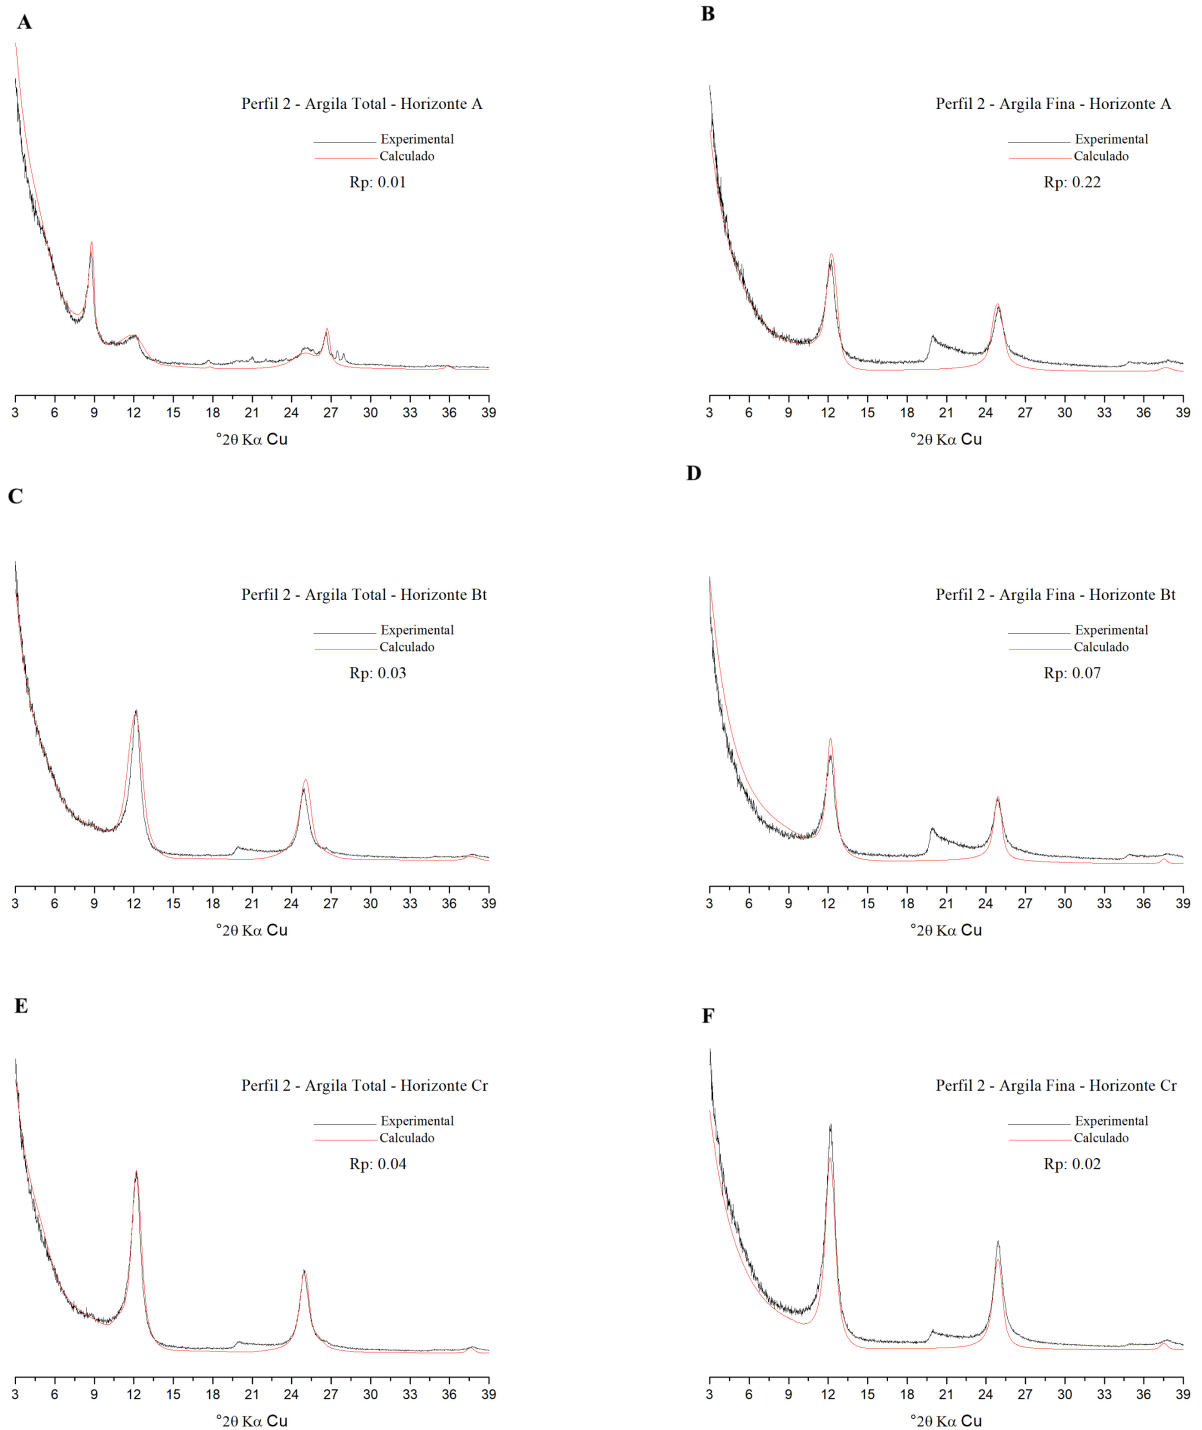 A
Perfil 2 - Argila Total - Horizonte A
Experimental
Calculado
Rp: 0.01
3 6 9 12 15 18 21 24 27 30 33 36 39
°2θ Kα Cu
B
Perfil 2 - Argila Fina - Horizonte A
Experimental
Calculado
Rp: 0.22
3 6 9 12 15 18 21 24 27 30 33 36 39
°2θ Kα Cu
C
Perfil 2 - Argila Total - Horizonte Bt
Experimental
Calculado
Rp: 0.03
3 6 9 12 15 18 21 24 27 30 33 36 39
°2θ Kα Cu
D
Perfil 2 - Argila Fina - Horizonte Bt
Experimental
Calculado
Rp: 0.07
3 6 9 12 15 18 21 24 27 30 33 36 39
°2θ Kα Cu
E
Perfil 2 - Argila Total - Horizonte Cr
Experimental
Calculado
Rp: 0.04
3 6 9 12 15 18 21 24 27 30 33 36 39
°2θ Kα Cu
F
Perfil 2 - Argila Fina - Horizonte Cr
Experimental
Calculado
Rp: 0.02
3 6 9 12 15 18 21 24 27 30 33 36 39
°2θ Kα Cu